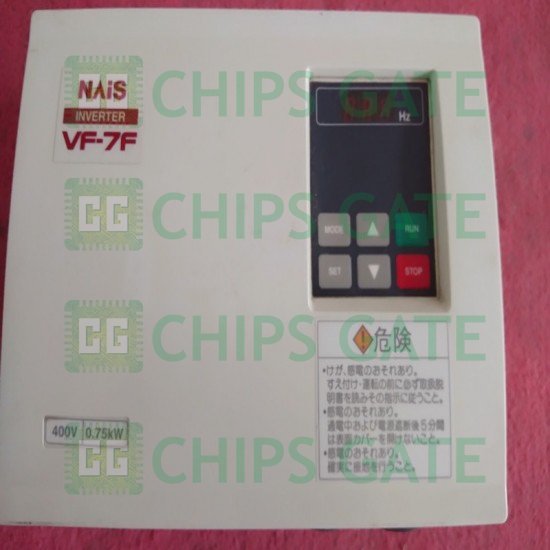 NAiS
INVERTER
VF-7F
Hz
MODE
RUN
SET
STOP
危険
・けが、感電のおそれあり。
すえ付け・運転の前に必ず取扱説
明書を読みその指示に従うこと。
・感電のおそれあり。
通電中および電源遮断後5分間
は表面カバーを開けないこと。
・感電のおそれあり。
確実に接地を行うこと。
400V 0.75kW
CG CHIPS GATE
CG CHIPS GATE
CG CHIPS GATE
CG CHIPS GATE